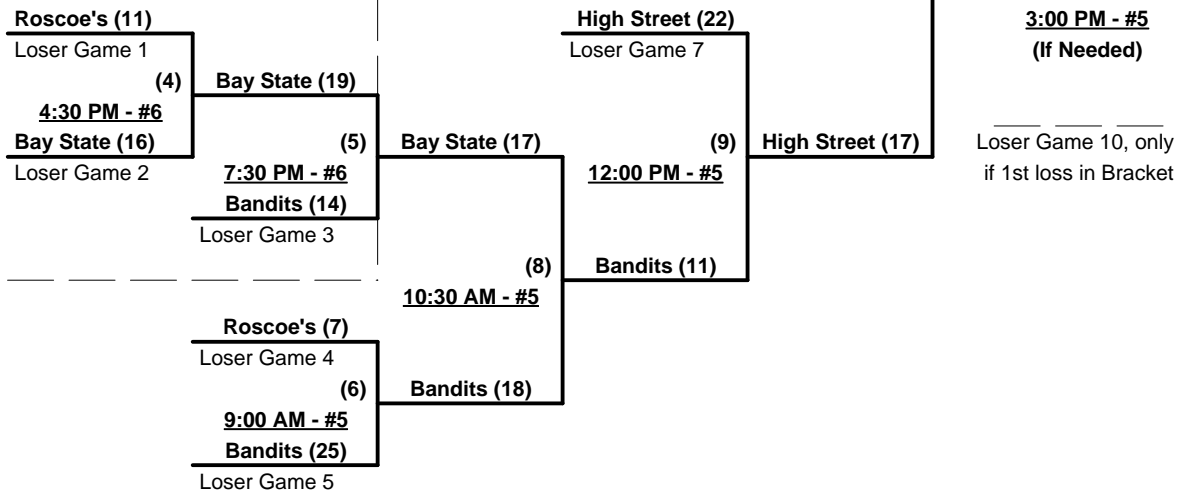 Roscoe's (11)
Loser Game 1
(4)
4:30 PM - #6
Bay State (16)
Loser Game 2
Bay State (19)
(5)
7:30 PM - #6
Bandits (14)
Loser Game 3
Bay State (17)
(8)
10:30 AM - #5
Roscoe's (7)
Loser Game 4
(6)
9:00 AM - #5
Bandits (25)
Loser Game 5
Bandits (18)
High Street (22)
Loser Game 7
(9)
12:00 PM - #5
Bandits (11)
High Street (17)
3:00 PM - #5
(If Needed)
Loser Game 10, only
if 1st loss in Bracket